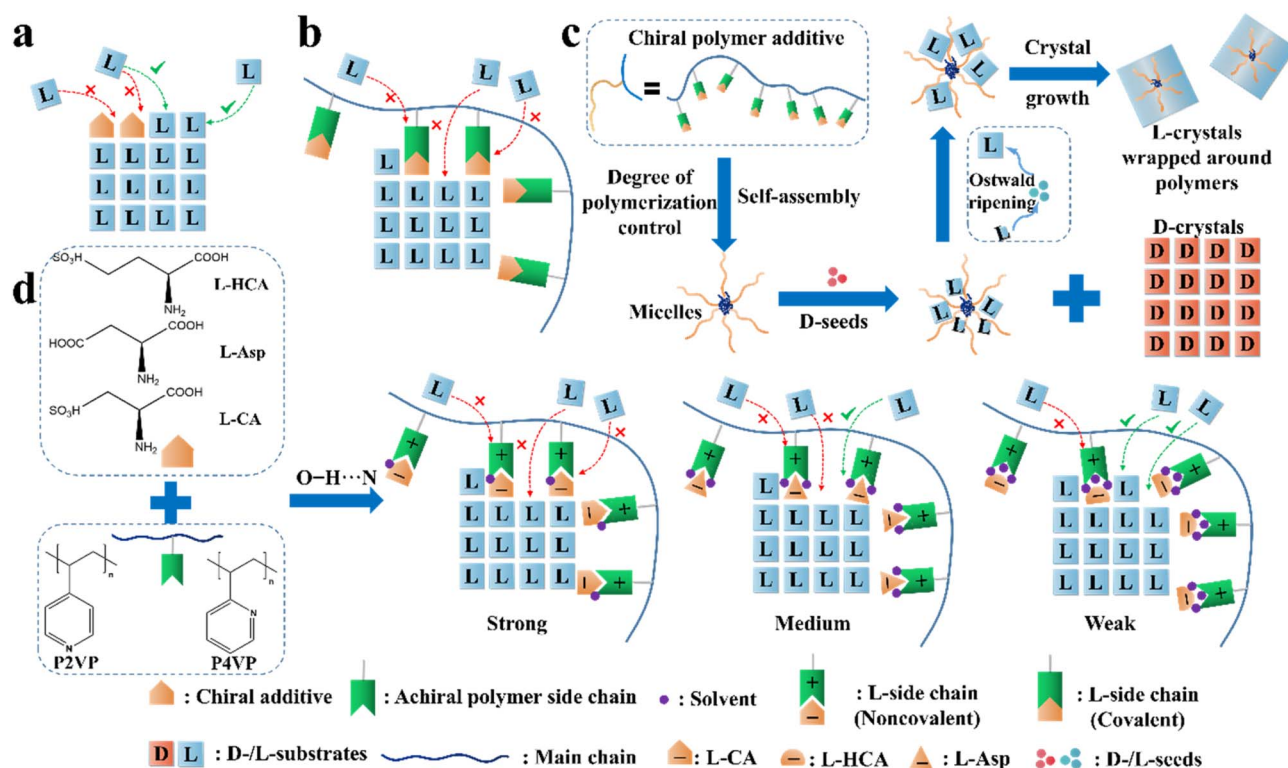 a
L
L
L
L L
L L L L
L L L L
L L L L
b
L
L
L
L
L L L L
L L L L
L L L L
c
Chiral polymer additive
=
Degree of
polymerization
control
Self-assembly
Micelles
D-seeds
L
L
L
L
L
L
L
L
Ostwald
ripening
L
L
Crystal
growth
L-crystals
wrapped around
polymers
D-crystals
D D D D
D D D D
D D D D
D D D D
d
SO₃H
COOH
NH₂
L-HCA
HOOC
COOH
NH₂
L-Asp
SO₃H
COOH
NH₂
L-CA
n
N
P2VP
n
N
P4VP
O-H···N
L
L
L
+
−
+
−
+
−
L
L L L L
L L L L
L L L L
− +
− +
Strong
L
L
L
+
−
+
−
+
−
L
L L L L
L L L L
L L L L
− +
− +
Medium
L
L
L
+
−
+
−
− +
L
L
L L L L
L L L L
L L L L
− +
− +
Weak
: Chiral additive
: Achiral polymer side chain
: Solvent
+
−
: L-side chain
(Noncovalent)
: L-side chain
(Covalent)
D L : D-/L-substrates
: Main chain
− : L-CA
− : L-HCA
− : L-Asp
: D-/L-seeds